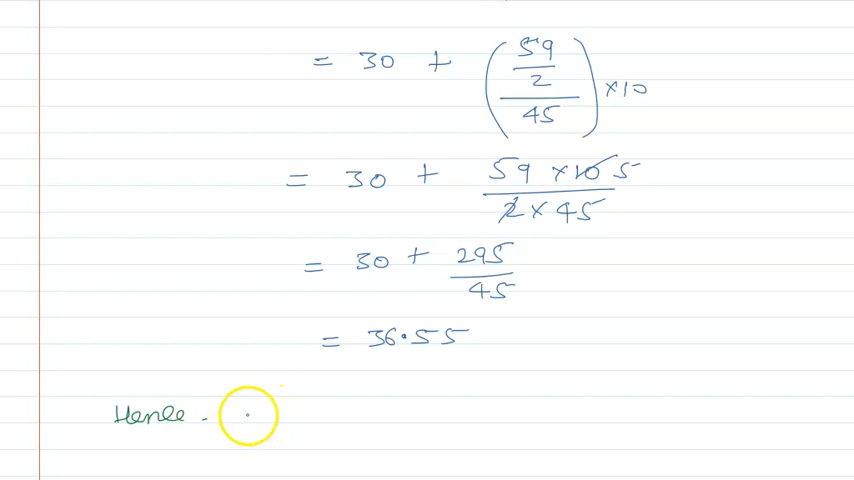 = 30 + ( 59/2 / 45 ) ×10
= 30 + 59 ×10 5 / 2× 45
= 30 + 295 / 45
= 36.55
Hence -